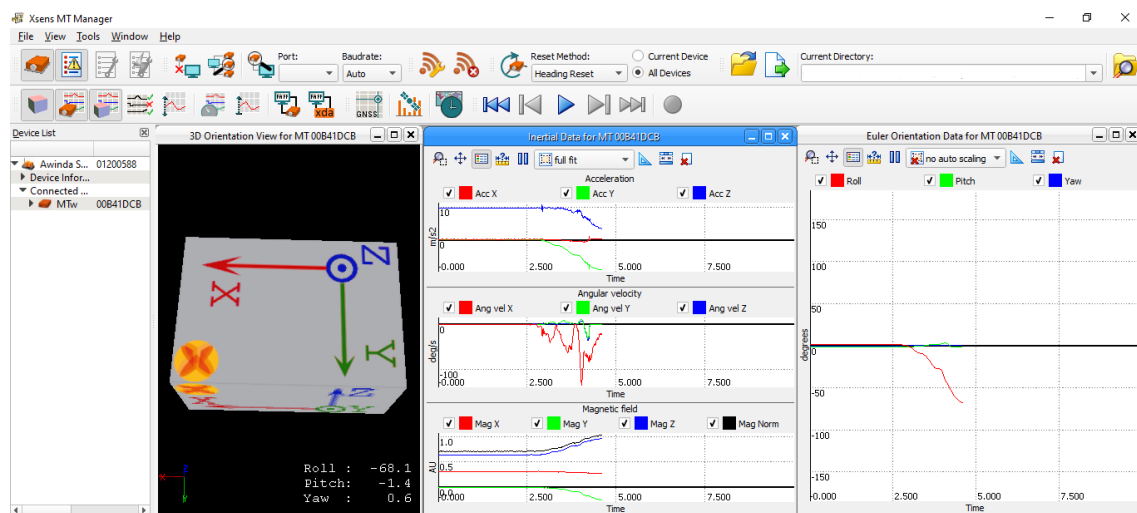 Xsens MT Manager
File View Tools Window Help
Port:
Baudrate:
Auto
Reset Method:
Heading Reset
Current Device
All Devices
Current Directory:
PAPP
PAPP
xda
GNSS
Device List
Awinda S... 01200588
Device Infor...
Connected ...
MTw 00B41DCB
3D Orientation View for MT 00B41DCB
X
Z
Y
Z
Y
Roll : -68.1
Pitch: -1.4
Yaw : 0.6
Inertial Data for MT 00B41DCB
full fit
Acceleration
Acc X Acc Y Acc Z
10
0
m/s2
-0.000 2.500 5.000 7.500
Time
Angular velocity
Ang vel X Ang vel Y Ang vel Z
0
-100
deg/s
-0.000 2.500 5.000 7.500
Time
Magnetic field
Mag X Mag Y Mag Z Mag Norm
1.0
0.5
0.0
AU
-0.000 2.500 5.000 7.500
Time
Euler Orientation Data for MT 00B41DCB
no auto scaling
Roll Pitch Yaw
150
100
50
0
-50
-100
-150
degrees
-0.000 2.500 5.000 7.500
Time